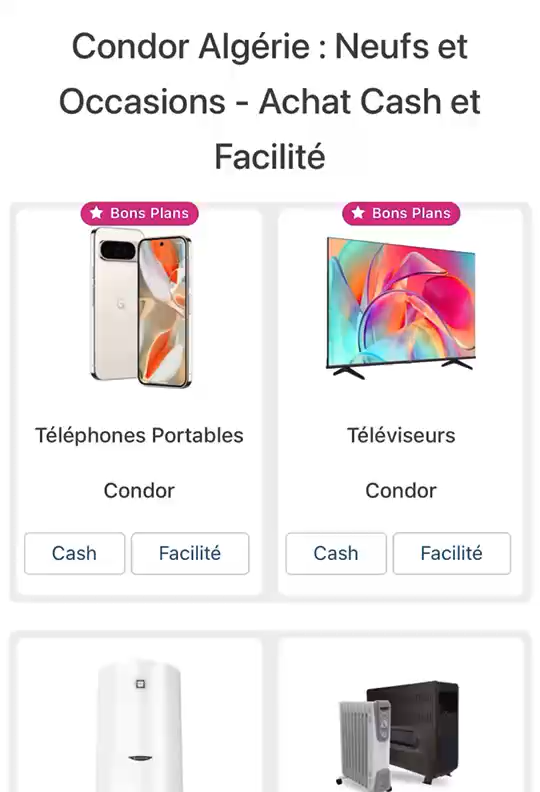 Condor Algérie : Neufs et
Occasions - Achat Cash et
Facilité
Bons Plans
Bons Plans
Téléphones Portables
Condor
Téléviseurs
Condor
Cash
Facilité
Cash
Facilité